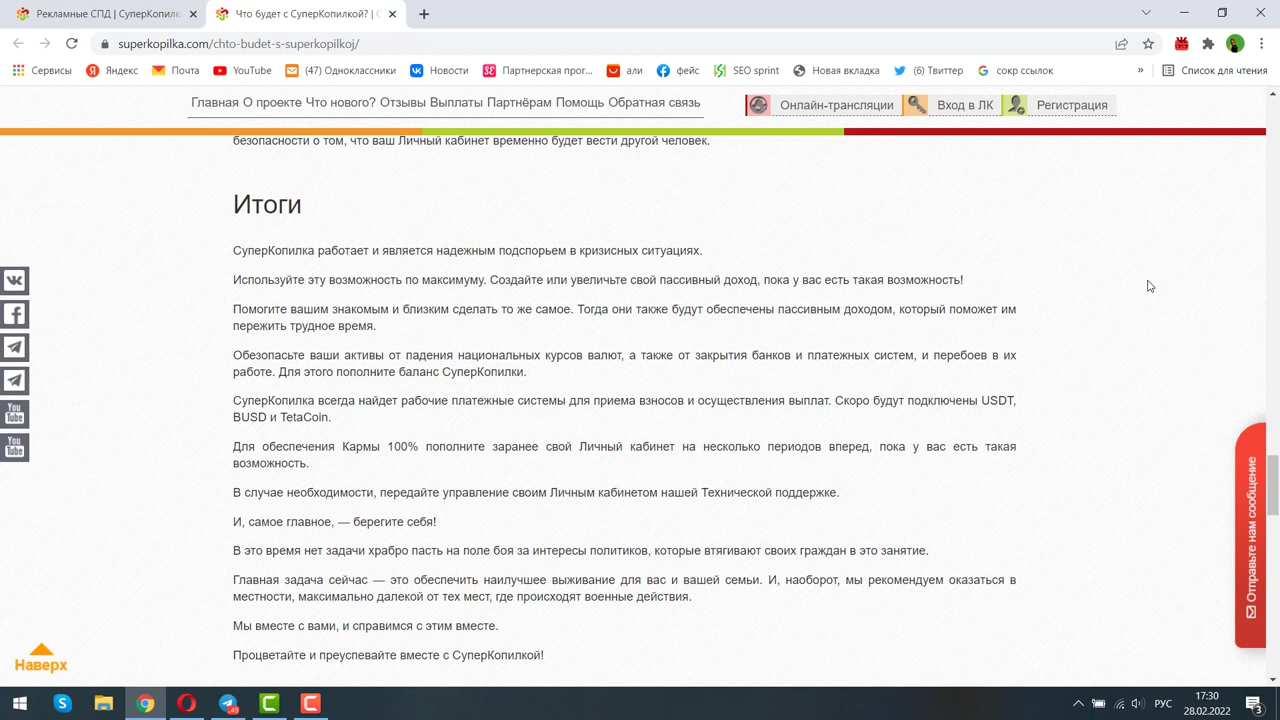 Рекламные СПД | СуперКопилк
Что будет с СуперКопилкой? | С
superkopilka.com/chto-budet-s-superkopilkoj/
Сервисы Яндекс Почта YouTube (47) Одноклассники Новости Партнерская прог... али фейс SEO sprint Новая вкладка (6) Твиттер сокр ссылок » Список для чтения
Главная О проекте Что нового? Отзывы Выплаты Партнёрам Помощь Обратная связь
Онлайн-трансляции Вход в ЛК Регистрация
безопасности о том, что ваш Личный кабинет временно будет вести другой человек.
Итоги
СуперКопилка работает и является надежным подспорьем в кризисных ситуациях.
Используйте эту возможность по максимуму. Создайте или увеличьте свой пассивный доход, пока у вас есть такая возможность!
Помогите вашим знакомым и близким сделать то же самое. Тогда они также будут обеспечены пассивным доходом, который поможет им
пережить трудное время.
Обезопасьте ваши активы от падения национальных курсов валют, а также от закрытия банков и платежных систем, и перебоев в их
работе. Для этого пополните баланс СуперКопилки.
СуперКопилка всегда найдет рабочие платежные системы для приема взносов и осуществления выплат. Скоро будут подключены USDT,
BUSD и TetaCoin.
Для обеспечения Кармы 100% пополните заранее свой Личный кабинет на несколько периодов вперед, пока у вас есть такая
возможность.
В случае необходимости, передайте управление своим Личным кабинетом нашей Технической поддержке.
И, самое главное, — берегите себя!
В это время нет задачи храбро пасть на поле боя за интересы политиков, которые втягивают своих граждан в это занятие.
Главная задача сейчас — это обеспечить наилучшее выживание для вас и вашей семьи. И, наоборот, мы рекомендуем оказаться в
местности, максимально далекой от тех мест, где происходят военные действия.
Мы вместе с вами, и справимся с этим вместе.
Процветайте и преуспевайте вместе с СуперКопилкой!
You
Tube
You
Tube
Отправьте нам сообщение
Наверх
РУС
17:30
28.02.2022
3